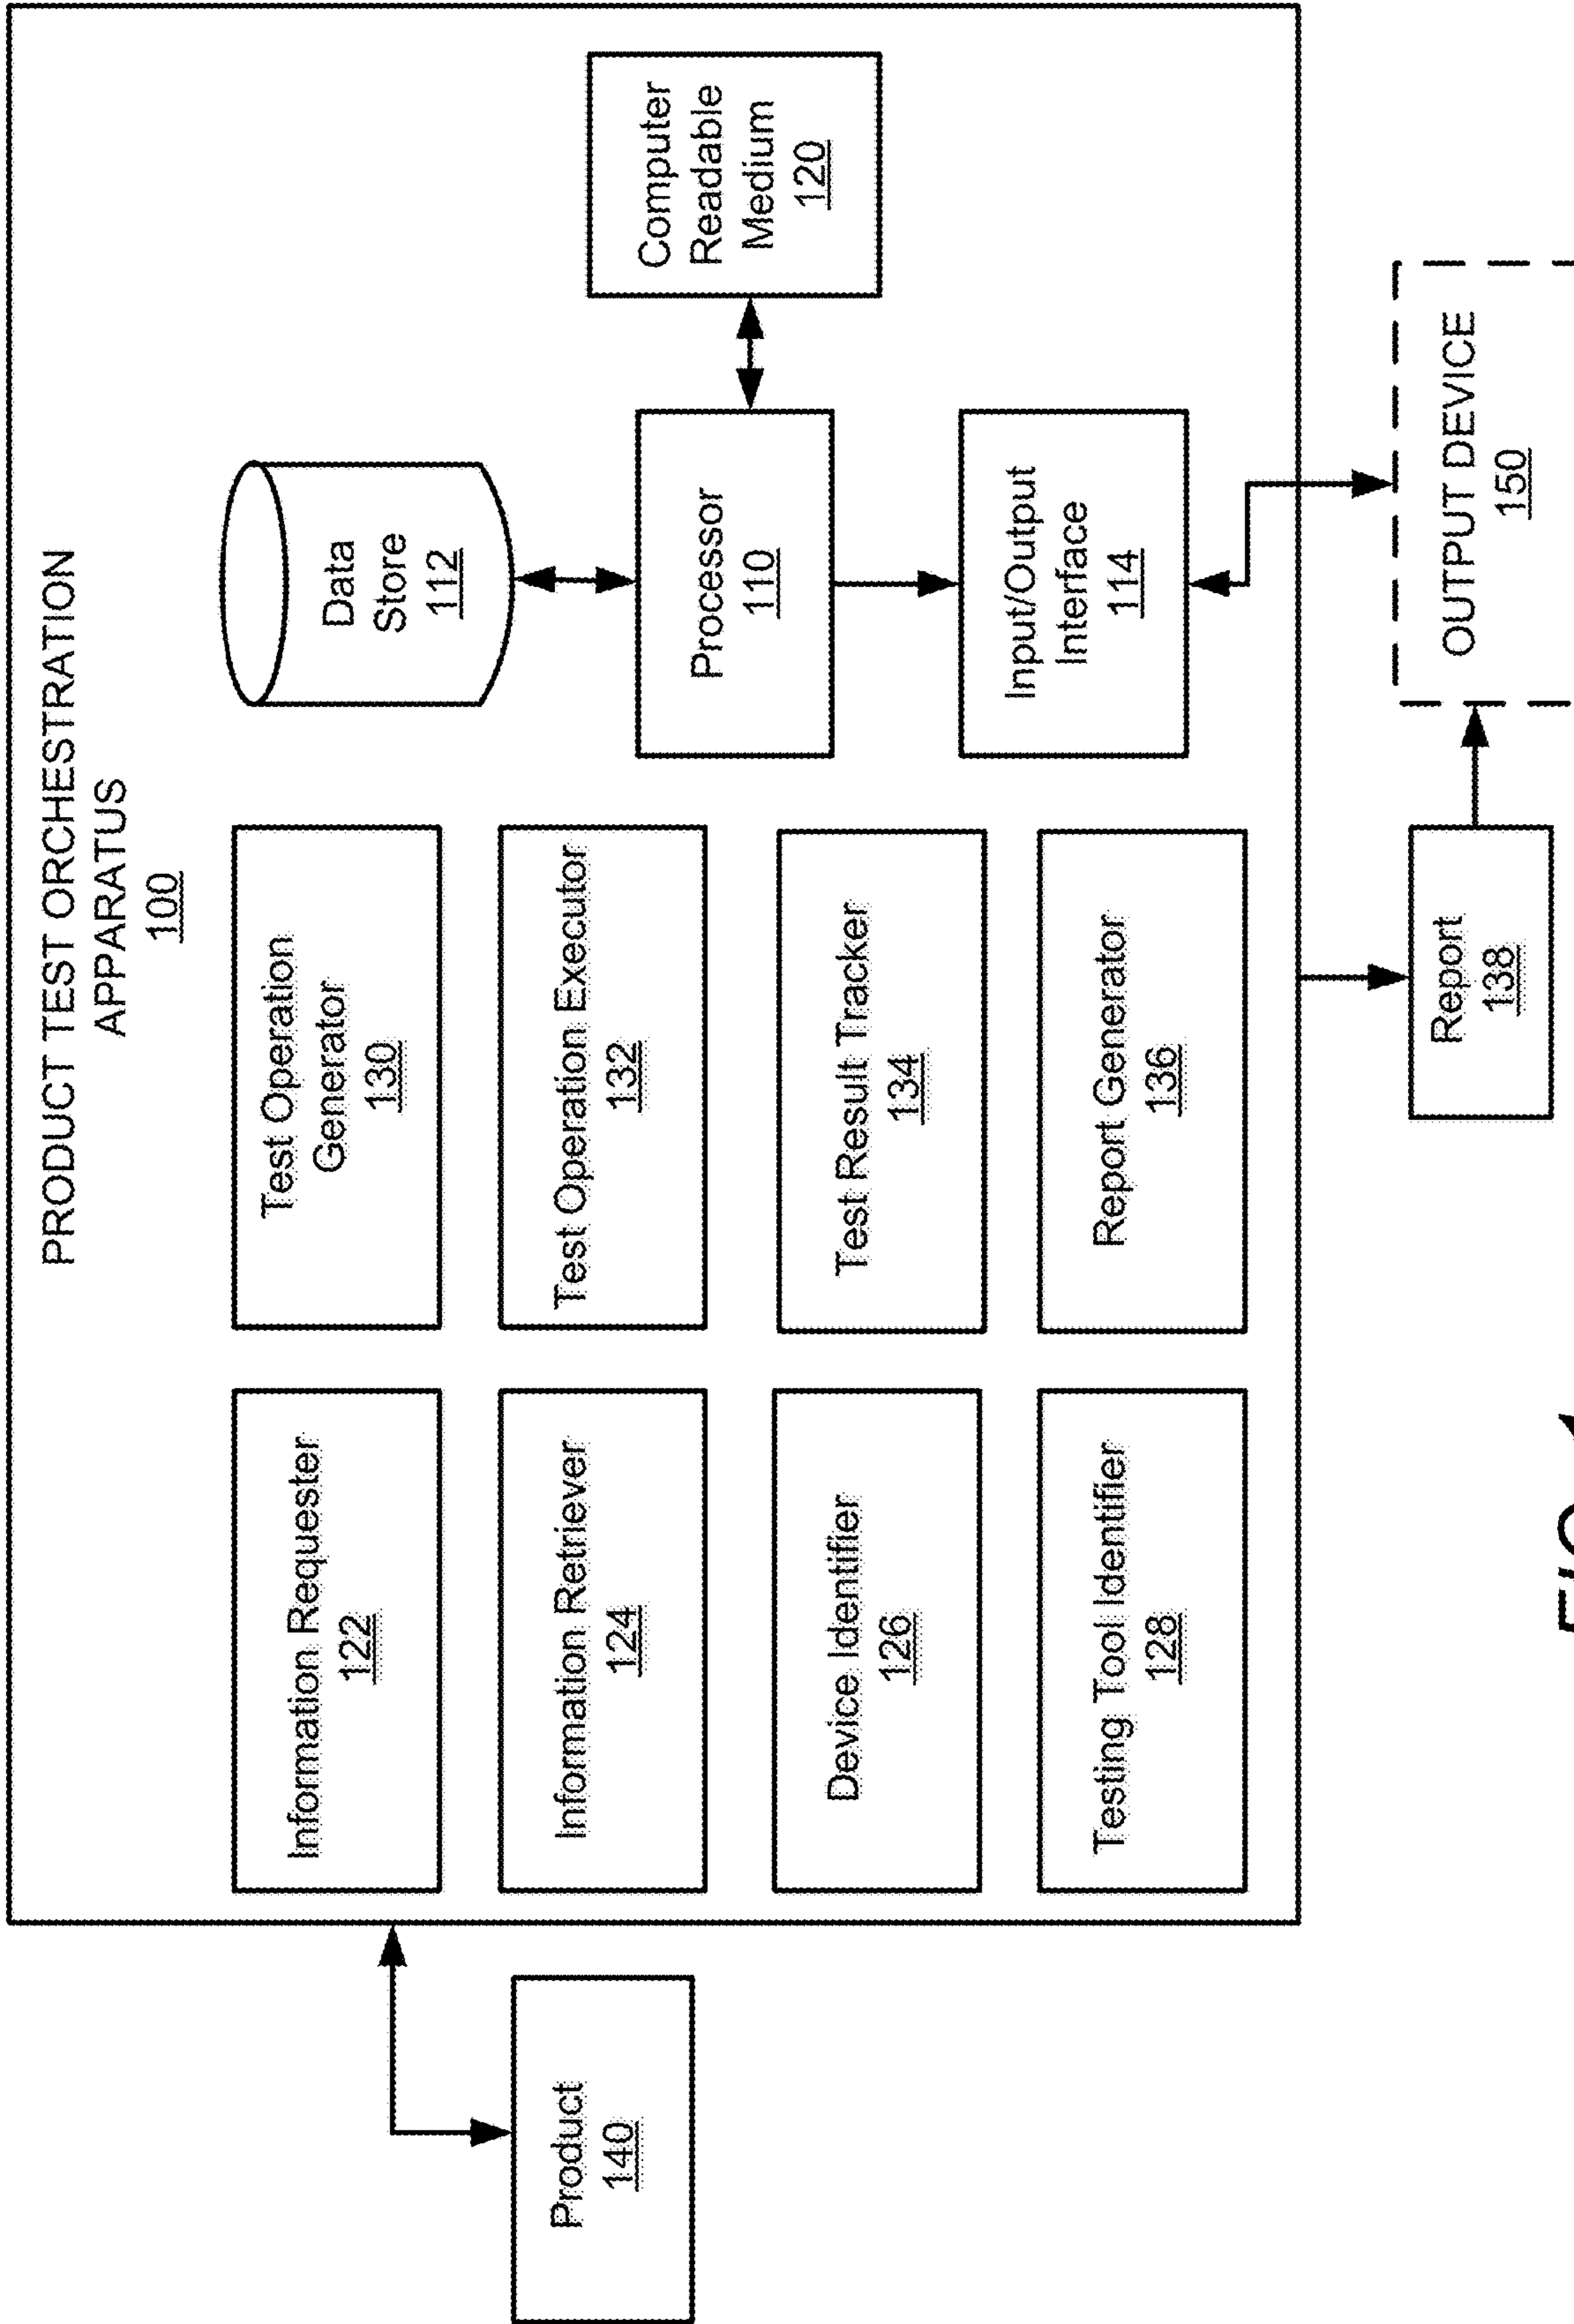 PRODUCT TEST ORCHESTRATION
APPARATUS
100
Information Requester
122
Test Operation
Generator
130
Data
Store
112
Information Retriever
124
Test Operation Executor
132
Processor
110
Computer
Readable
Medium
120
Device Identifier
126
Test Result Tracker
134
Input/Output
Interface
114
Testing Tool Identifier
128
Report Generator
136
Product
140
Report
138
OUTPUT DEVICE
150